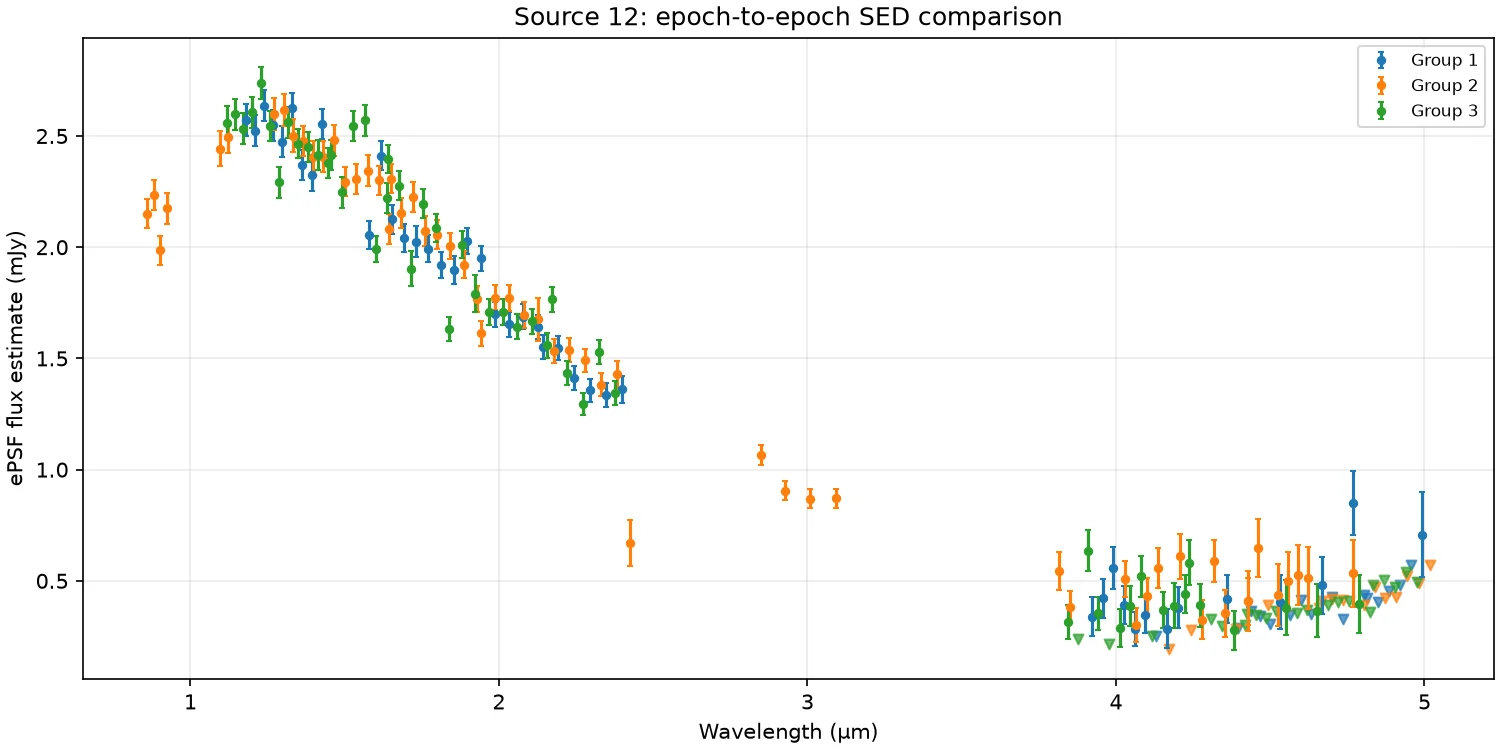 Source 12: epoch-to-epoch SED comparison
Group 1
Group 2
Group 3
ePSF flux estimate (mJy)
2.5
2.0
1.5
1.0
0.5
1 2 3 4 5
Wavelength (μm)